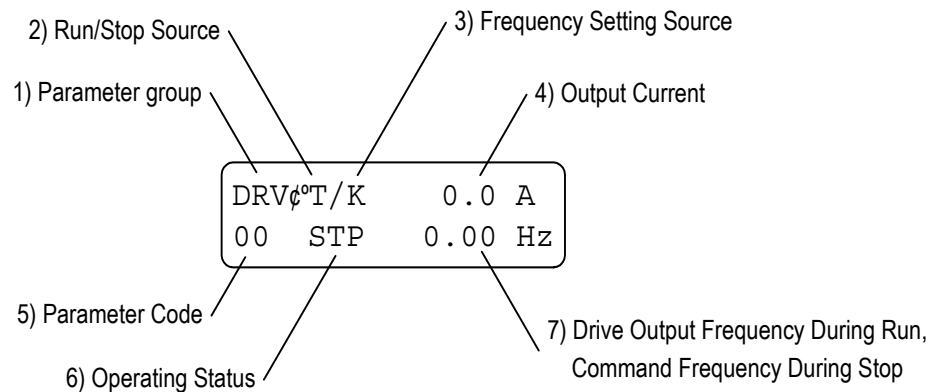 2) Run/Stop Source
3) Frequency Setting Source
1) Parameter group
4) Output Current
DRV¢ºT/K 0.0 A
00 STP 0.00 Hz
5) Parameter Code
7) Drive Output Frequency During Run,
Command Frequency During Stop
6) Operating Status